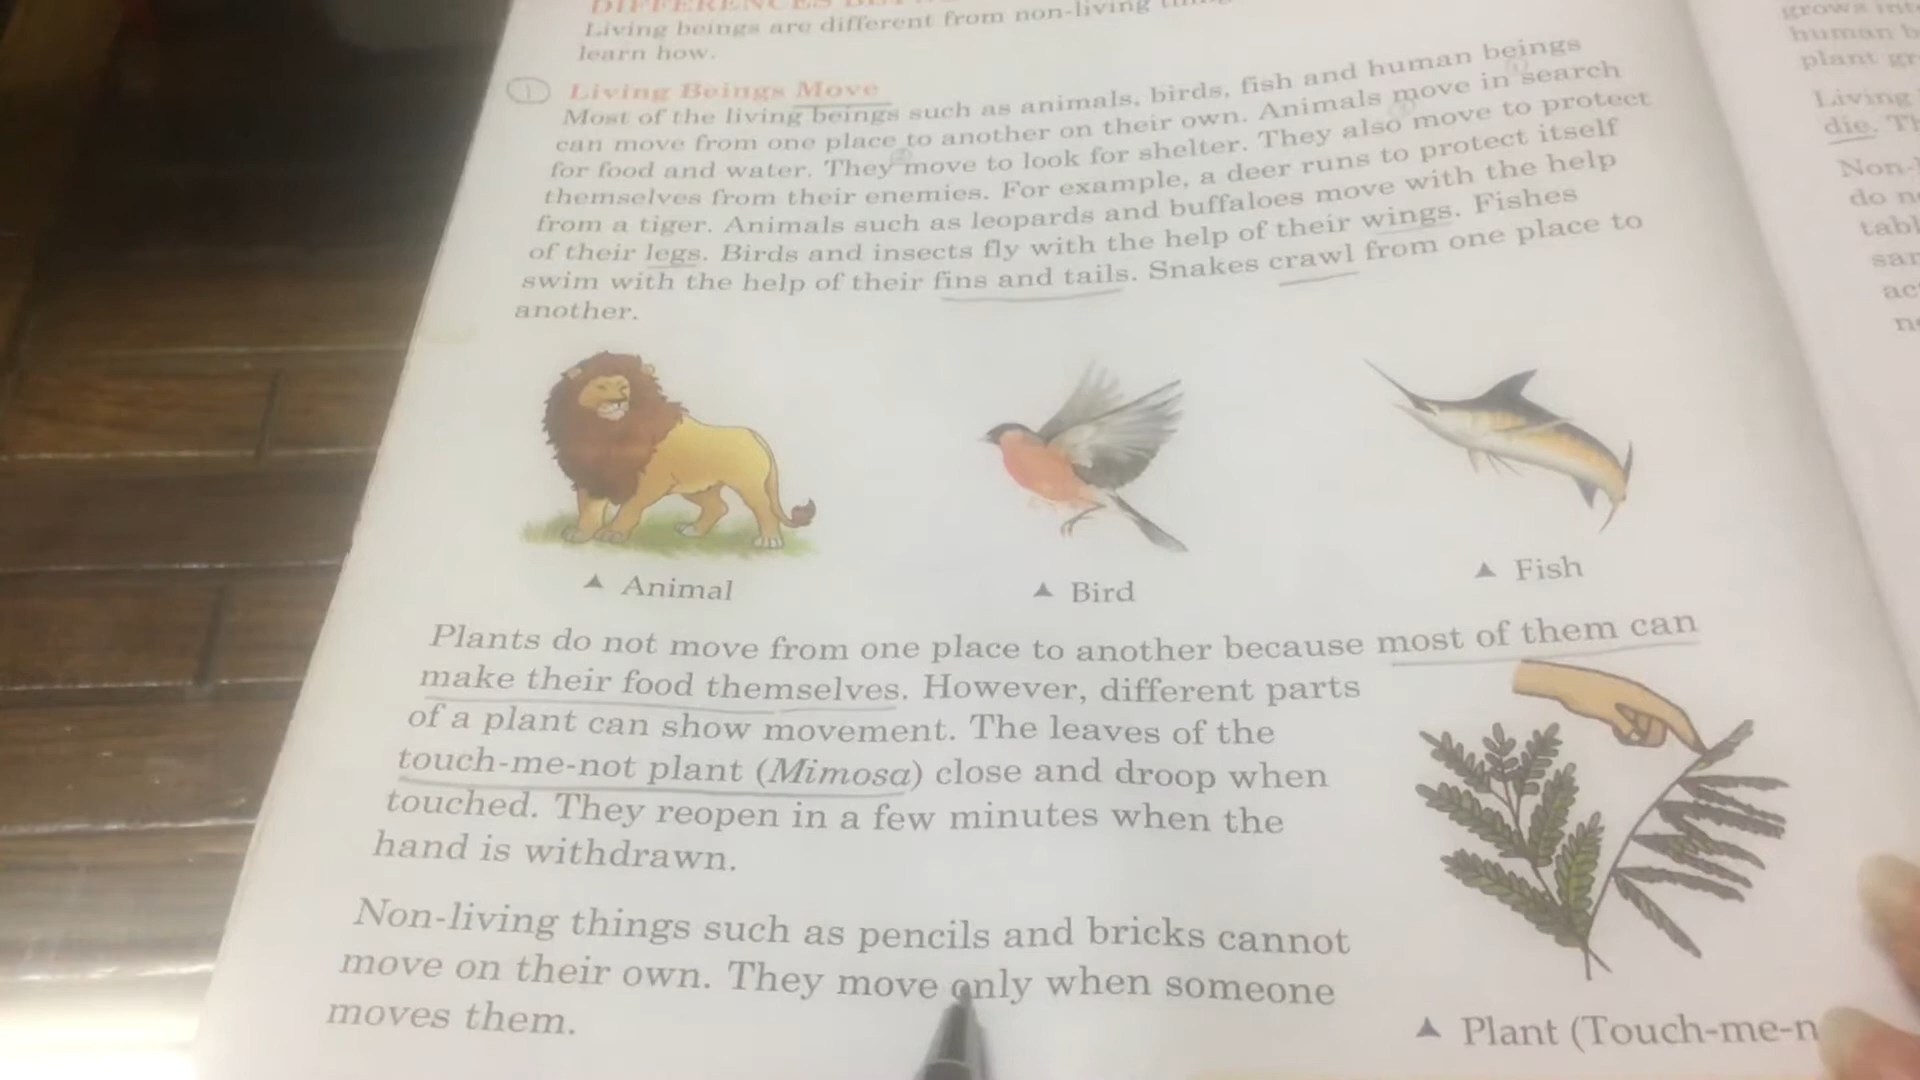 Living beings are different from non-living
learn how.
1 Living Beings Move
Most of the living beings such as animals, birds, fish and human beings
can move from one place to another on their own. Animals move in search
for food and water. They move to look for shelter. They also move to protect
themselves from their enemies. For example, a deer runs to protect itself
from a tiger. Animals such as leopards and buffaloes move with the help
of their legs. Birds and insects fly with the help of their wings. Fishes
swim with the help of their fins and tails. Snakes crawl from one place to
another.
▲ Animal
▲ Bird
▲ Fish
Plants do not move from one place to another because most of them can
make their food themselves. However, different parts
of a plant can show movement. The leaves of the
touch-me-not plant (Mimosa) close and droop when
touched. They reopen in a few minutes when the
hand is withdrawn.
Non-living things such as pencils and bricks cannot
move on their own. They move only when someone
moves them.
▲ Plant (Touch-me-n
grows
human
plant
Living
die.
Non-
do